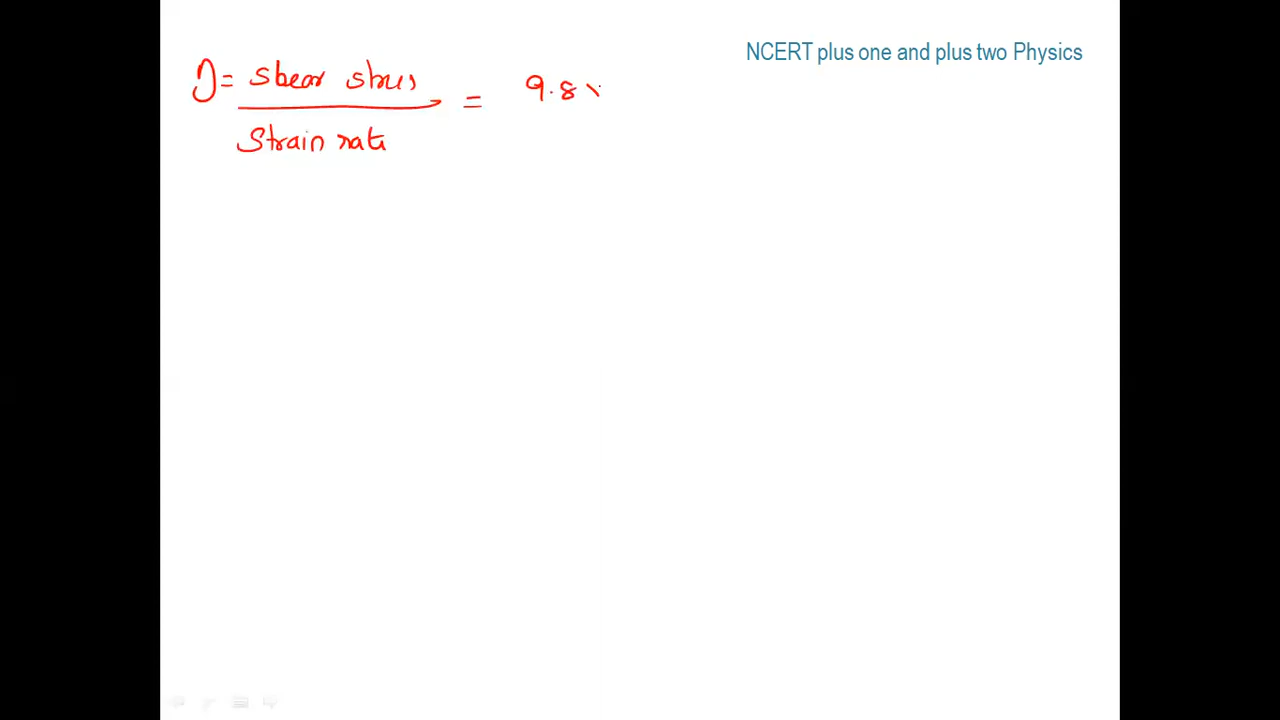 NCERT plus one and plus two Physics
η = shear stress = 9.8 ×
strain rate